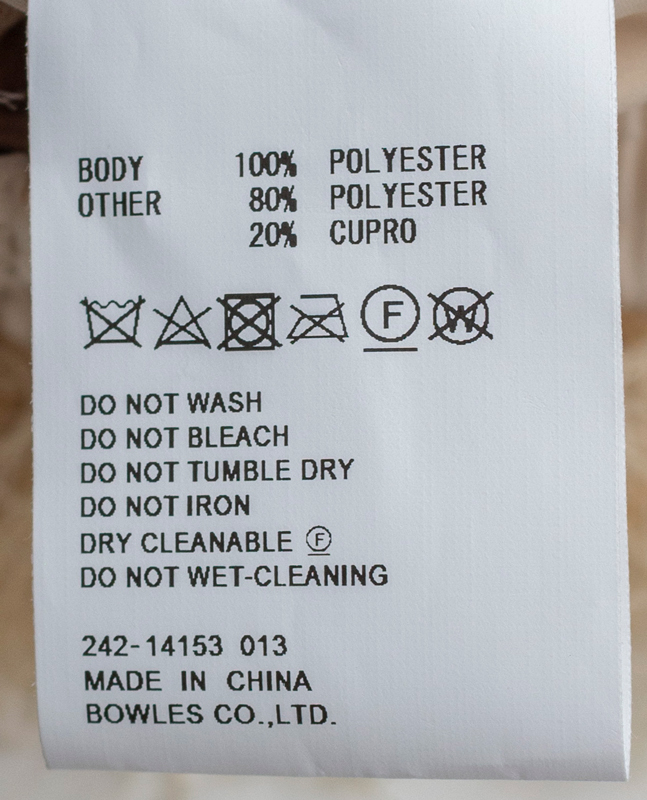 BODY 100% POLYESTER
OTHER 80% POLYESTER
20% CUPRO
F W
DO NOT WASH
DO NOT BLEACH
DO NOT TUMBLE DRY
DO NOT IRON
DRY CLEANABLE Ⓕ
DO NOT WET-CLEANING
242-14153 013
MADE IN CHINA
BOWLES CO.,LTD.